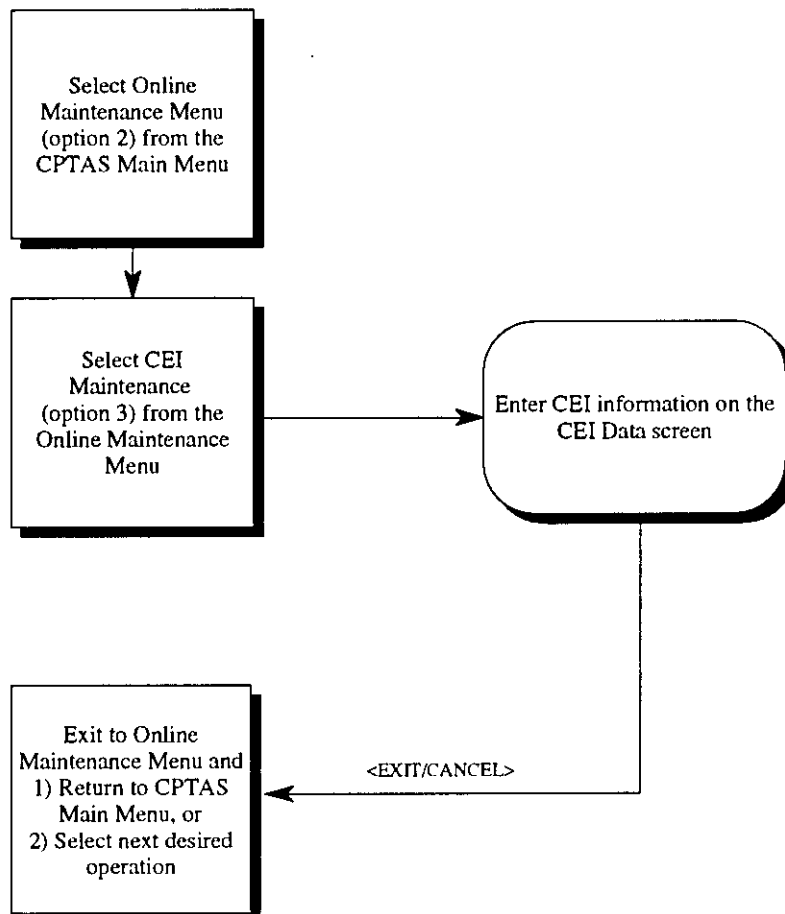 Select Online
Maintenance Menu
(option 2) from the
CPTAS Main Menu
Select CEI
Maintenance
(option 3) from the
Online Maintenance
Menu
Enter CEI information on the
CEI Data screen
Exit to Online
Maintenance Menu and
1) Return to CPTAS
Main Menu, or
2) Select next desired
operation
<EXIT/CANCEL>